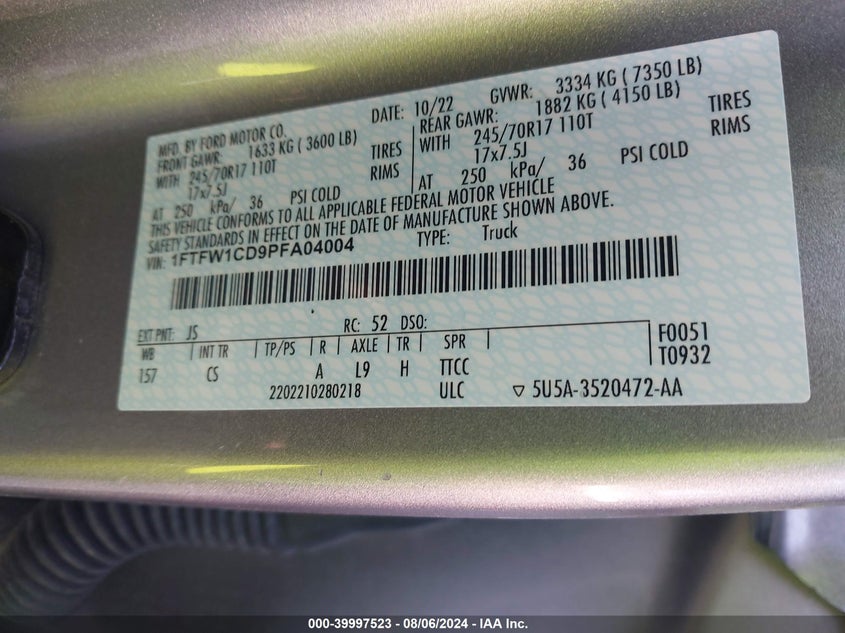 MFD. BY FORD MOTOR CO.
DATE: 10/22 GVWR: 3334 KG ( 7350 LB)
FRONT GAWR: 1633 KG ( 3600 LB)
REAR GAWR: 1882 KG ( 4150 LB)
WITH 245/70R17 110T TIRES
WITH 245/70R17 110T TIRES
17x7.5J RIMS
17x7.5J RIMS
AT 250 kPa/ 36 PSI COLD
AT 250 kPa/ 36 PSI COLD
THIS VEHICLE CONFORMS TO ALL APPLICABLE FEDERAL MOTOR VEHICLE
SAFETY STANDARDS IN EFFECT ON THE DATE OF MANUFACTURE SHOWN ABOVE.
VIN: 1FTFW1CD9PFA04004 TYPE: Truck
EXT PNT: JS RC: 52 DSO: F0051
WB INT TR TP/PS R AXLE TR SPR T0932
157 CS A L9 H TTCC
2202210280218 ULC ▽ 5U5A-3520472-AA
000-39997523 - 08/06/2024 - IAA Inc.